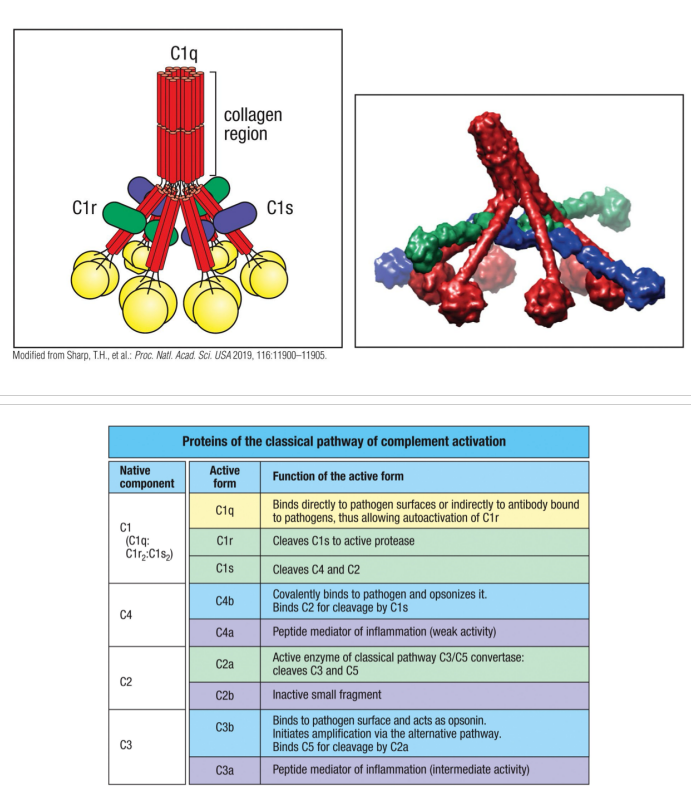 C1q
collagen
region
C1r
C1s
Modified from Sharp, T.H., et al.: Proc. Natl. Acad. Sci. USA 2019, 116:11900–11905.
Proteins of the classical pathway of complement activation
Native
component
Active
form
Function of the active form
C1
(C1q:
C1r2:C1s2)
C1q
Binds directly to pathogen surfaces or indirectly to antibody bound
to pathogens, thus allowing autoactivation of C1r
C1r
Cleaves C1s to active protease
C1s
Cleaves C4 and C2
C4
C4b
Covalently binds to pathogen and opsonizes it.
Binds C2 for cleavage by C1s
C4a
Peptide mediator of inflammation (weak activity)
C2
C2a
Active enzyme of classical pathway C3/C5 convertase:
cleaves C3 and C5
C2b
Inactive small fragment
C3
C3b
Binds to pathogen surface and acts as opsonin.
Initiates amplification via the alternative pathway.
Binds C5 for cleavage by C2a
C3a
Peptide mediator of inflammation (intermediate activity)